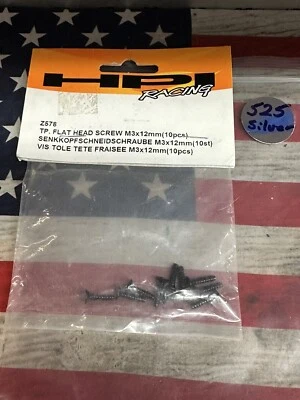 HPI
RACING
Z578
TP. FLAT HEAD SCREW M3x12mm(10pcs)
SENKKOPFSCHNEIDSCHRAUBE M3x12mm(10st)
VIS TOLE TETE FRAISEE M3x12mm(10pcs)
525
Silver